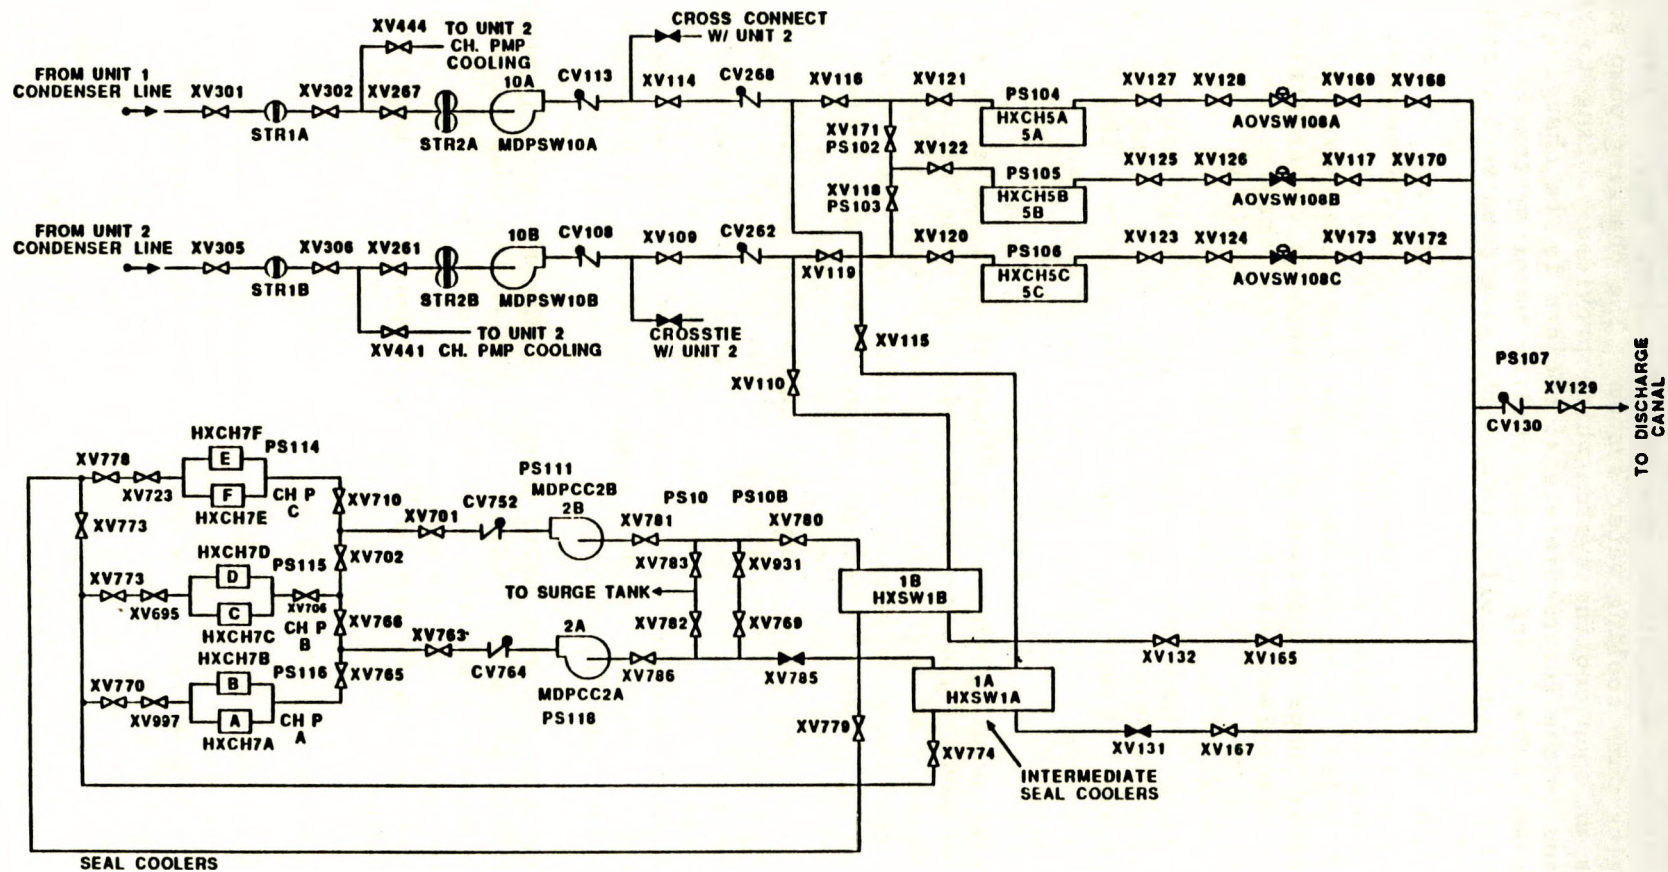 XV444
TO UNIT 2
CH. PMP
COOLING
CROSS CONNECT
W/ UNIT 2
FROM UNIT 1
CONDENSER LINE
XV301
STR1A
XV302
XV267
STR2A
10A
MDPSW10A
CV113
XV114
CV268
XV116
XV121
PS104
HXCH5A
5A
XV127
XV128
AOVSW108A
XV169
XV168
XV171
PS102
XV122
PS105
HXCH5B
5B
XV125
XV126
AOVSW108B
XV117
XV170
XV118
PS103
FROM UNIT 2
CONDENSER LINE
XV305
STR1B
XV306
XV261
STR2B
10B
MDPSW10B
CV108
XV109
CV262
XV119
XV120
PS106
HXCH5C
5C
XV123
XV124
AOVSW108C
XV173
XV172
XV441
TO UNIT 2
CH. PMP COOLING
CROSSTIE
W/ UNIT 2
XV115
XV110
PS107
CV130
XV129
TO DISCHARGE
CANAL
XV778
XV723
HXCH7F
E
F
HXCH7E
PS114
CH P
C
XV710
XV773
XV701
CV752
PS111
MDPCC2B
2B
XV781
PS10
PS10B
XV780
XV702
XV783
XV931
HXCH7D
D
C
HXCH7C
PS115
XV706
CH P
B
XV773
XV695
TO SURGE TANK
1B
HXSW1B
XV766
XV763
CV764
2A
MDPCC2A
PS118
XV782
XV769
XV786
XV785
XV132
XV165
HXCH7B
B
A
HXCH7A
PS116
CH P
A
XV765
XV770
XV997
1A
HXSW1A
XV779
XV774
XV131
XV167
INTERMEDIATE
SEAL COOLERS
SEAL COOLERS